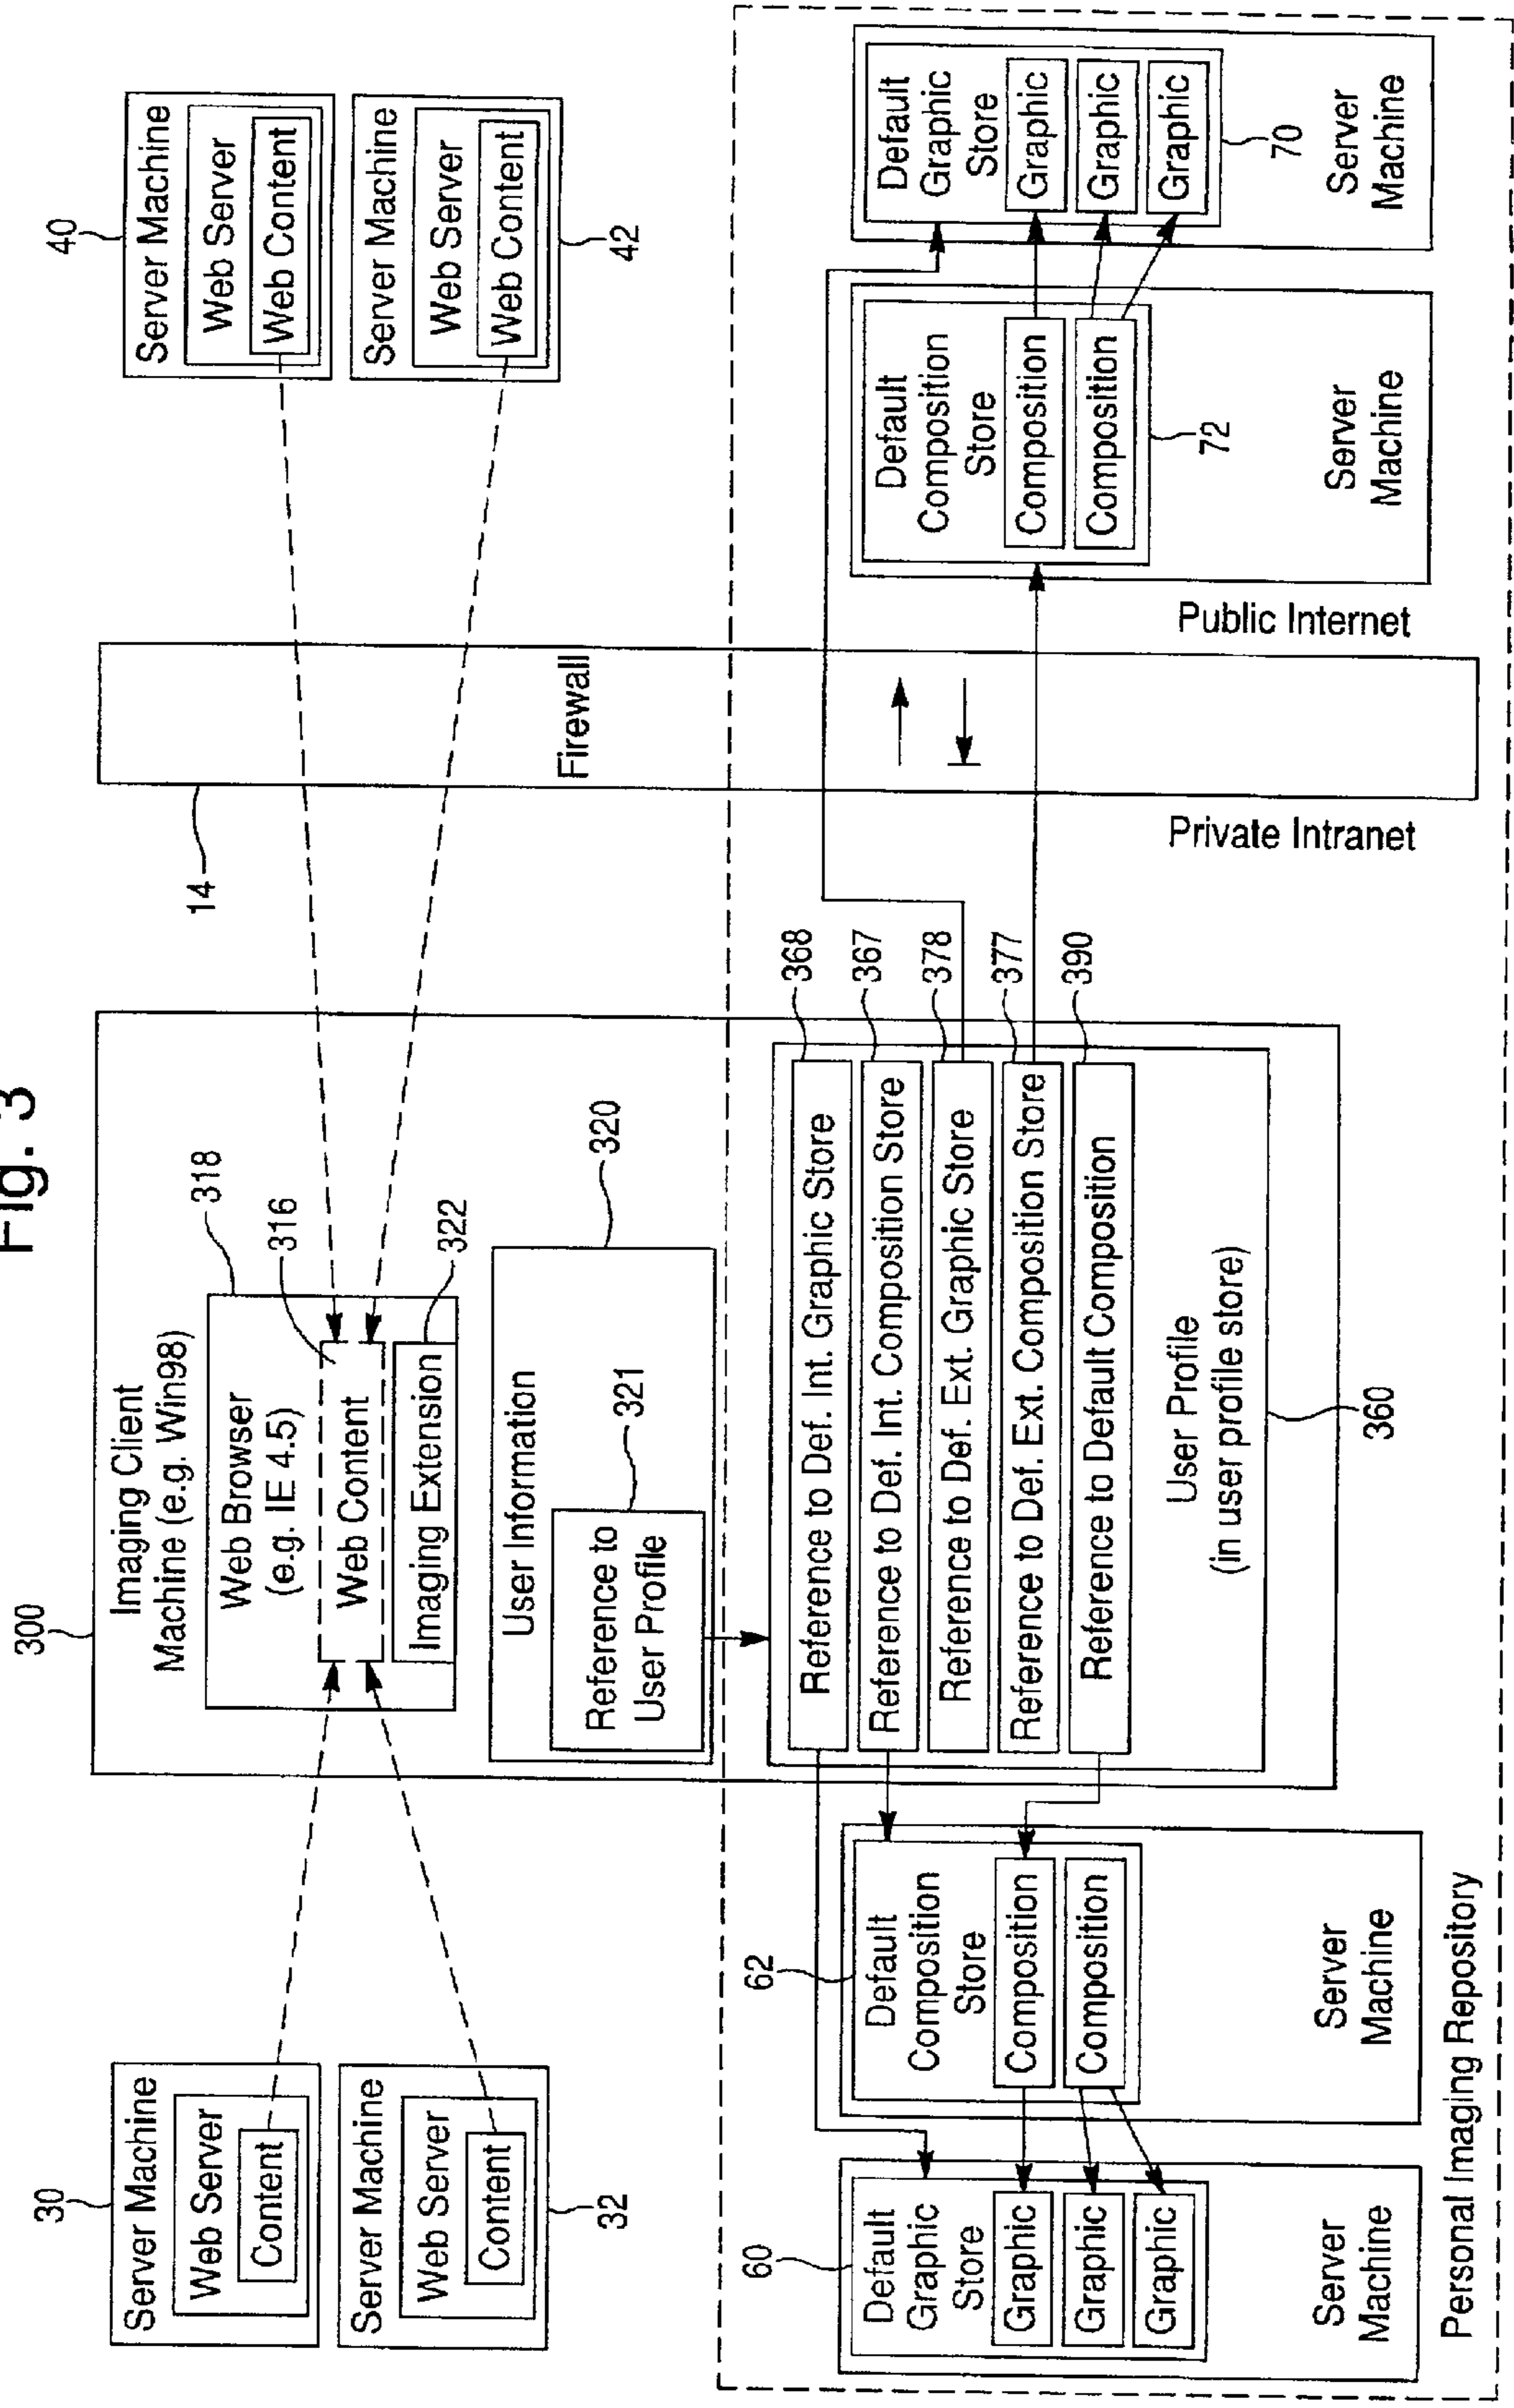 Fig. 3
300
Imaging Client
Machine (e.g. Win98)
318
Web Browser
(e.g. IE 4.5)
316
Web Content
322
Imaging Extension
320
User Information
321
Reference to
User Profile
30
Server Machine
Web Server
Content
Server Machine
Web Server
Content
32
14
Firewall
40
Server Machine
Web Server
Web Content
Server Machine
Web Server
Web Content
42
368
Reference to Def. Int. Graphic Store
367
Reference to Def. Int. Composition Store
378
Reference to Def. Ext. Graphic Store
377
Reference to Def. Ext. Composition Store
390
Reference to Default Composition
User Profile
(in user profile store)
360
60
Default
Graphic
Store
Graphic
Graphic
Graphic
Server
Machine
62
Default
Composition
Store
Composition
Composition
Server
Machine
Private Intranet
Public Internet
Default
Composition
Store
Composition
Composition
72
Server
Machine
Default
Graphic
Store
Graphic
Graphic
Graphic
70
Server
Machine
Personal Imaging Repository